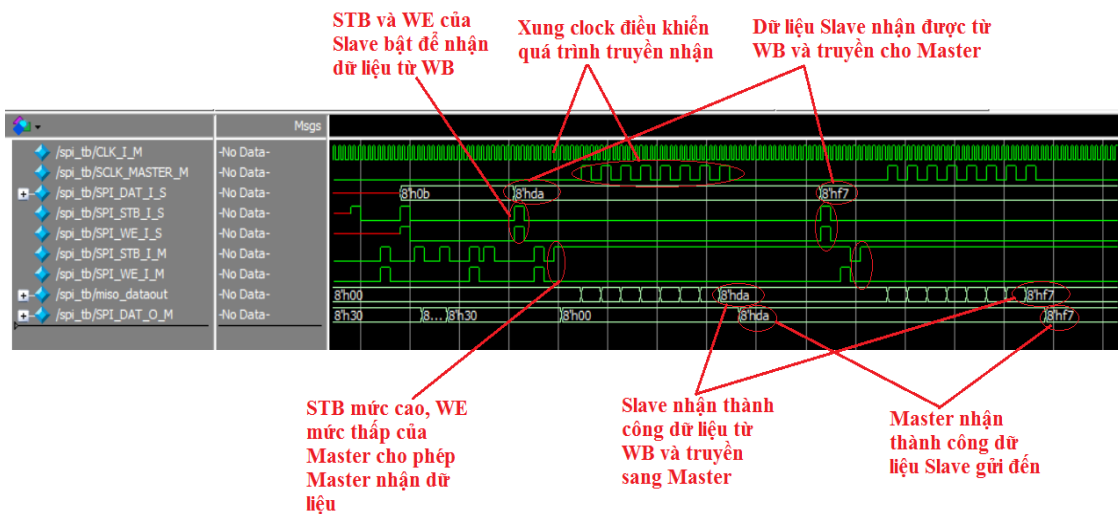 STB và WE của
Slave bật để nhận
dữ liệu từ WB
Xung clock điều khiển
quá trình truyền nhận
Dữ liệu Slave nhận được từ
WB và truyền cho Master
Msgs
/spi_tb/CLK_I_M
-No Data-
/spi_tb/SCLK_MASTER_M
-No Data-
/spi_tb/SPI_DAT_I_S
-No Data-
8'h0b
8'hda
8'hf7
/spi_tb/SPI_STB_I_S
-No Data-
/spi_tb/SPI_WE_I_S
-No Data-
/spi_tb/SPI_STB_I_M
-No Data-
/spi_tb/SPI_WE_I_M
-No Data-
/spi_tb/miso_dataout
-No Data-
8'h00
8'hda
8'hf7
/spi_tb/SPI_DAT_O_M
-No Data-
8'h30
8...
8'h30
8'h00
8'hda
8'hf7
STB mức cao, WE
mức thấp của
Master cho phép
Master nhận dữ
liệu
Slave nhận thành
công dữ liệu từ
WB và truyền
sang Master
Master nhận
thành công dữ
liệu Slave gửi đến